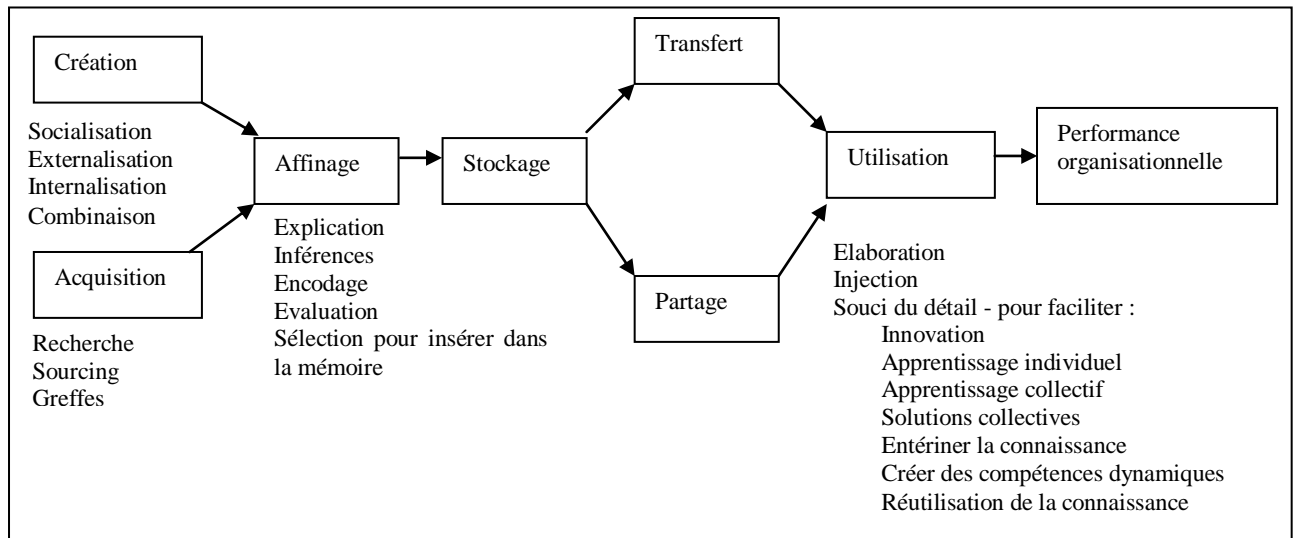 Création
Socialisation
Externalisation
Internalisation
Combinaison
Acquisition
Recherche
Sourcing
Greffes
Affinage
Explication
Inférences
Encodage
Evaluation
Sélection pour insérer dans
la mémoire
Stockage
Transfert
Partage
Utilisation
Elaboration
Injection
Souci du détail - pour faciliter :
Innovation
Apprentissage individuel
Apprentissage collectif
Solutions collectives
Entériner la connaissance
Créer des compétences dynamiques
Réutilisation de la connaissance
Performance
organisationnelle